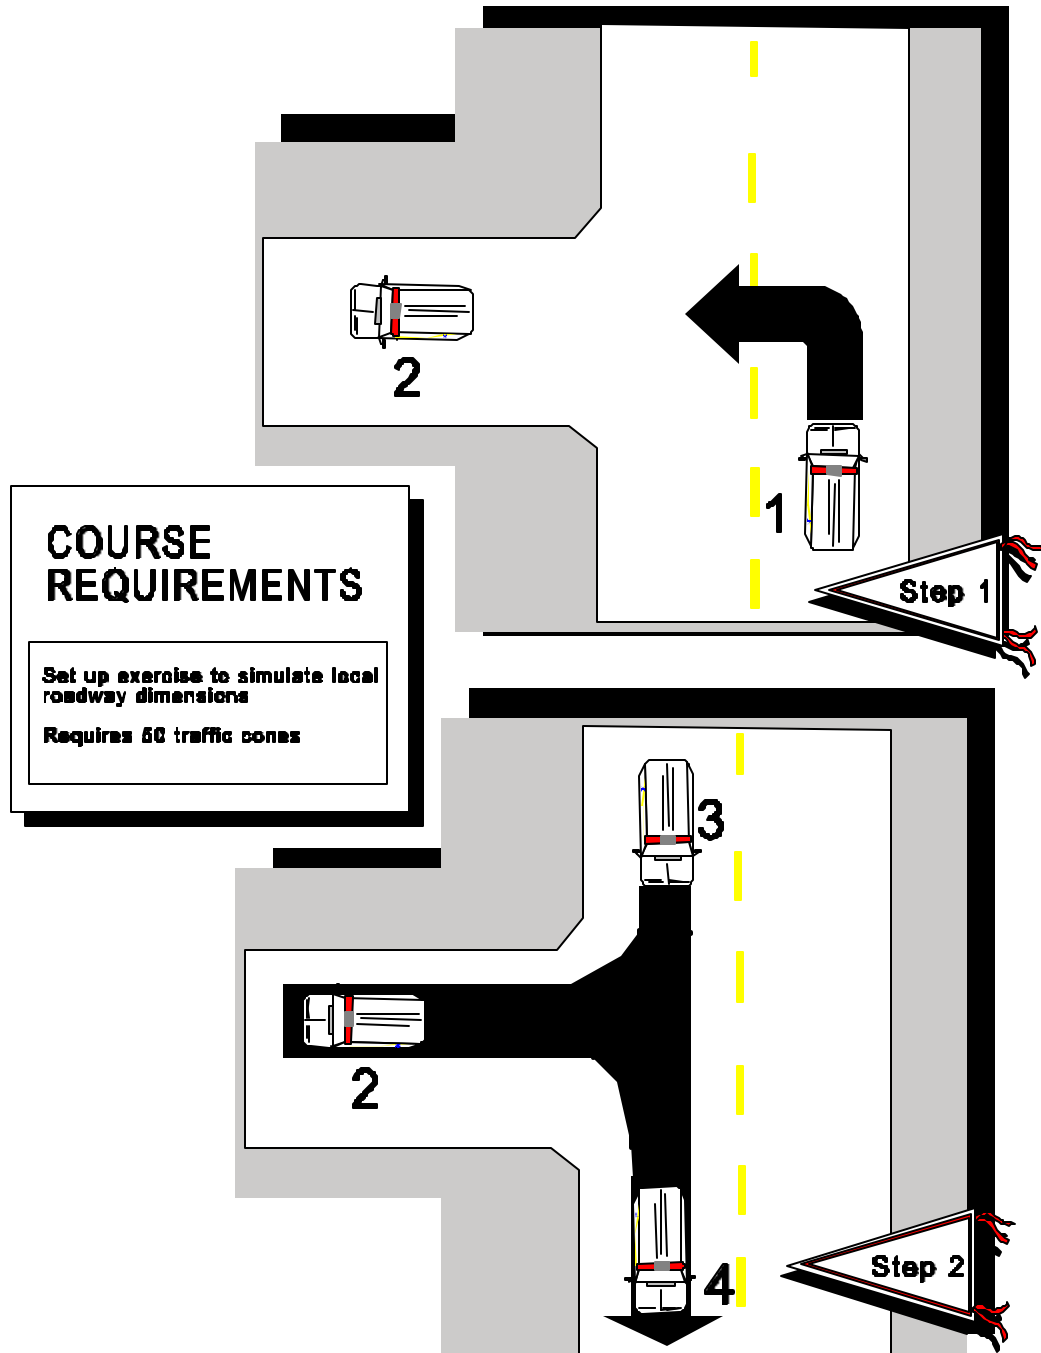 2
1
Step 1
COURSE
REQUIREMENTS
Set up exercise to simulate local
roadway dimensions
Requires 50 traffic cones
3
2
4
Step 2